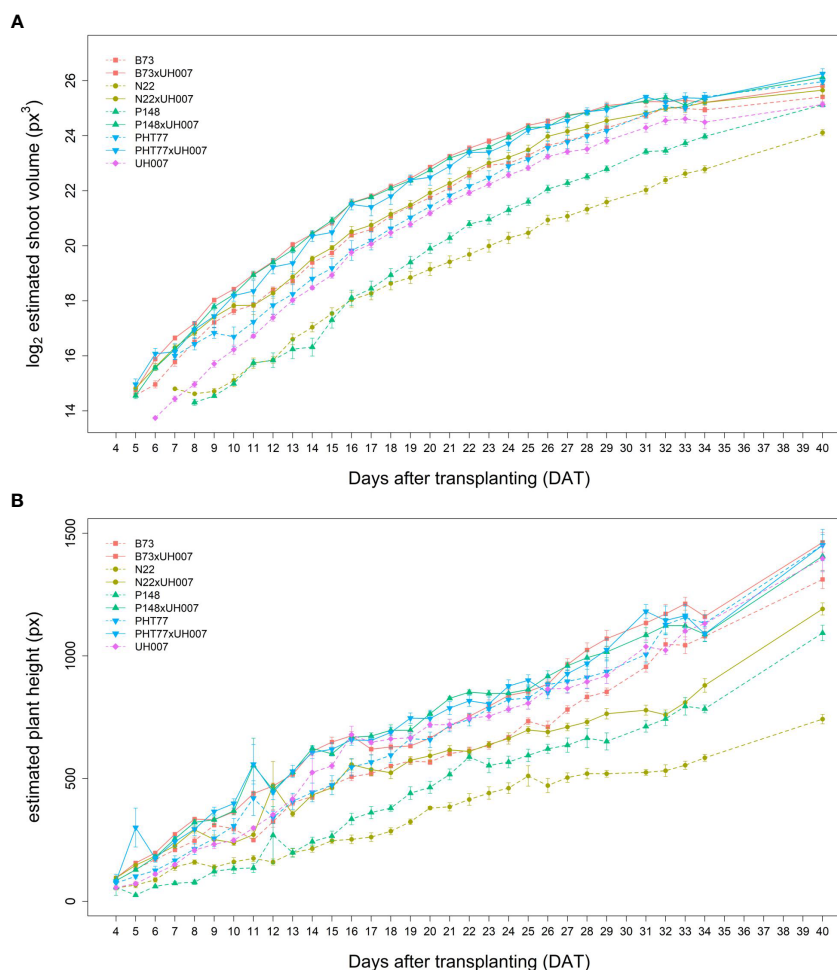 A
log2 estimated shoot volume (px³)
26
24
22
20
18
16
14
B73
B73xUH007
N22
N22xUH007
P148
P148xUH007
PHT77
PHT77xUH007
UH007
4 5 6 7 8 9 10 11 12 13 14 15 16 17 18 19 20 21 22 23 24 25 26 27 28 29 30 31 32 33 34 35 36 37 38 39 40
Days after transplanting (DAT)
B
estimated plant height (px)
1500
1000
500
0
B73
B73xUH007
N22
N22xUH007
P148
P148xUH007
PHT77
PHT77xUH007
UH007
4 5 6 7 8 9 10 11 12 13 14 15 16 17 18 19 20 21 22 23 24 25 26 27 28 29 30 31 32 33 34 35 36 37 38 39 40
Days after transplanting (DAT)